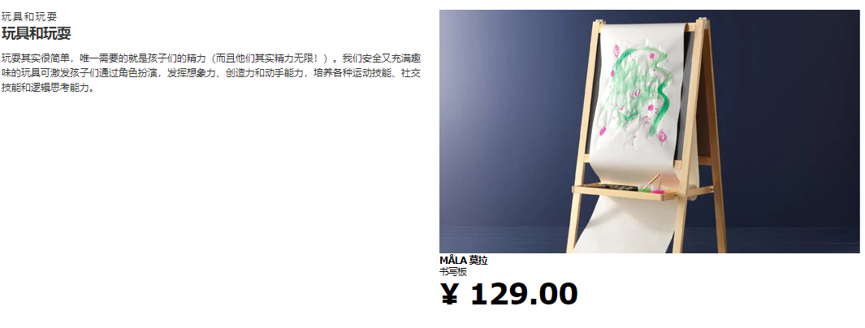 玩具和玩耍
玩具和玩耍
玩耍其实很简单，唯一需要的就是孩子们的精力（而且他们其实精力无限！）。我们安全又充满趣
味的玩具可激发孩子们通过角色扮演，发挥想象力、创造力和动手能力，培养各种运动技能、社交
技能和逻辑思考能力。
MÅLA 莫拉
书写板
¥ 129.00